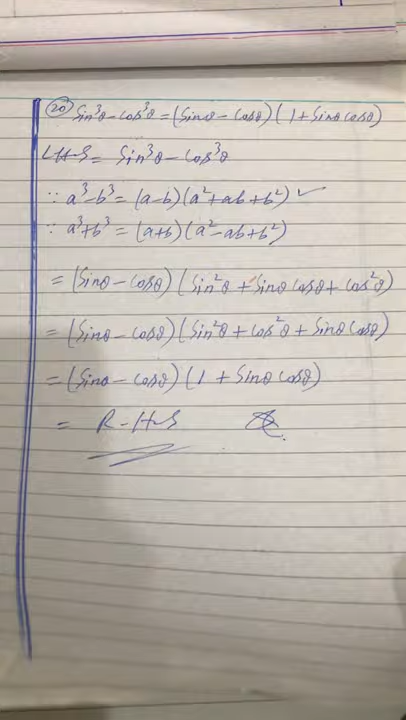 20 Sin³θ - cos³θ = (Sinθ - Cosθ) (1 + Sinθ cosθ)
L.H.S = Sin³θ - Cos³θ
∵ a³-b³ = (a-b)(a²+ab+b²) ✓
∵ a³+b³ = (a+b)(a²-ab+b²)
= (Sinθ - Cosθ) (Sin²θ + Sinθ Cosθ + Cos²θ)
= (Sinθ - Cosθ) (Sin²θ + Cos²θ + Sinθ Cosθ)
= (Sinθ - Cosθ) (1 + Sinθ Cosθ)
= R-H-S